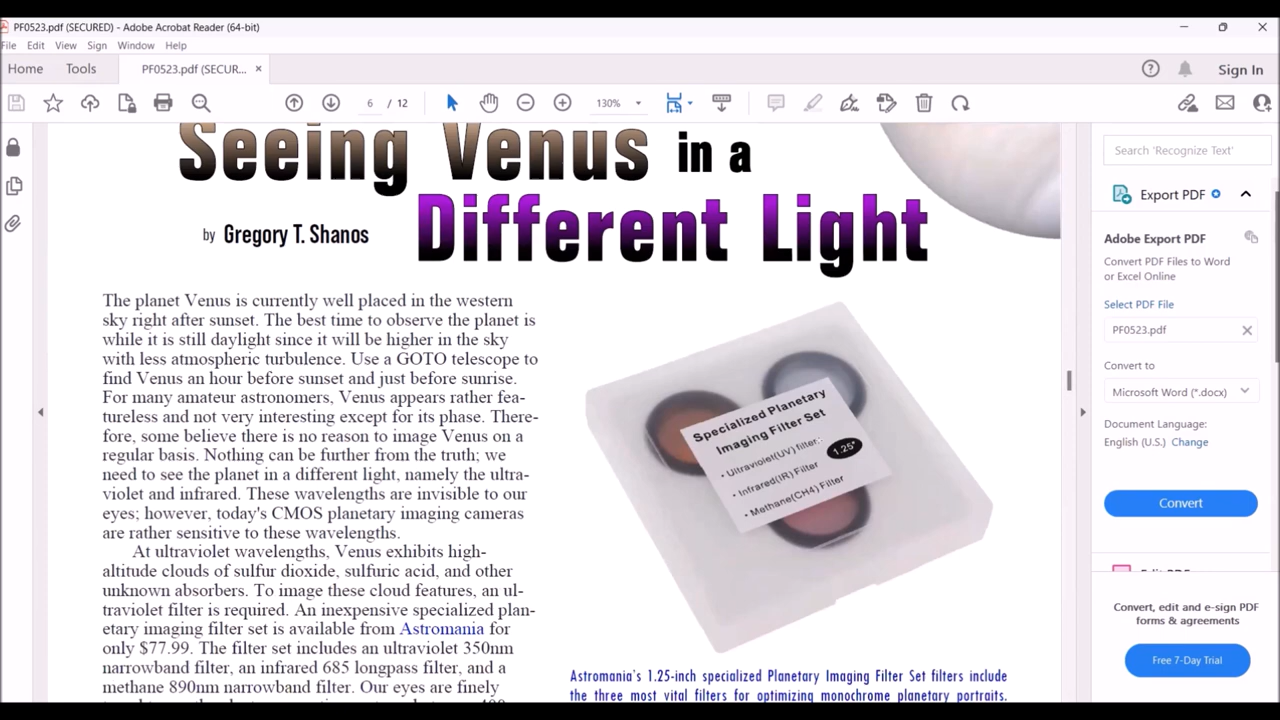 PF0523.pdf (SECURED) - Adobe Acrobat Reader (64-bit)
File Edit View Sign Window Help
Home Tools PF0523.pdf (SECUR... × Sign In
6 / 12 130%
Seeing Venus in a
Different Light
by Gregory T. Shanos
The planet Venus is currently well placed in the western
sky right after sunset. The best time to observe the planet is
while it is still daylight since it will be higher in the sky
with less atmospheric turbulence. Use a GOTO telescope to
find Venus an hour before sunset and just before sunrise.
For many amateur astronomers, Venus appears rather fea-
tureless and not very interesting except for its phase. There-
fore, some believe there is no reason to image Venus on a
regular basis. Nothing can be further from the truth; we
need to see the planet in a different light, namely the ultra-
violet and infrared. These wavelengths are invisible to our
eyes; however, today's CMOS planetary imaging cameras
are rather sensitive to these wavelengths.
At ultraviolet wavelengths, Venus exhibits high-
altitude clouds of sulfur dioxide, sulfuric acid, and other
unknown absorbers. To image these cloud features, an ul-
traviolet filter is required. An inexpensive specialized plan-
etary imaging filter set is available from Astromania for
only $77.99. The filter set includes an ultraviolet 350nm
narrowband filter, an infrared 685 longpass filter, and a
methane 890nm narrowband filter. Our eyes are finely
Specialized Planetary
Imaging Filter Set
• Ultraviolet(UV) filter
• Infrared(IR) Filter
• Methane(CH4) Filter
1.25"
Astromania's 1.25-inch specialized Planetary Imaging Filter Set filters include
the three most vital filters for optimizing monochrome planetary portraits.
Search 'Recognize Text'
Export PDF
Adobe Export PDF
Convert PDF Files to Word
or Excel Online
Select PDF File
PF0523.pdf
Convert to
Microsoft Word (*.docx)
Document Language:
English (U.S.) Change
Convert
Convert, edit and e-sign PDF
forms & agreements
Free 7-Day Trial